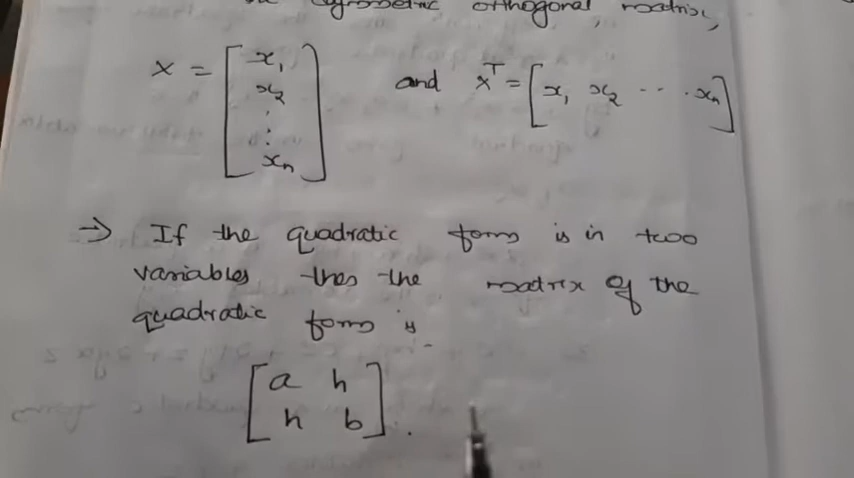 symmetric orthogonal, matrix,
x = [x₁ x₂ ⋮ xₙ] and xᵀ = [x₁ x₂ ... xₙ]
→ If the quadratic form is in two
variables then the matrix of the
quadratic form is
[a h
h b].